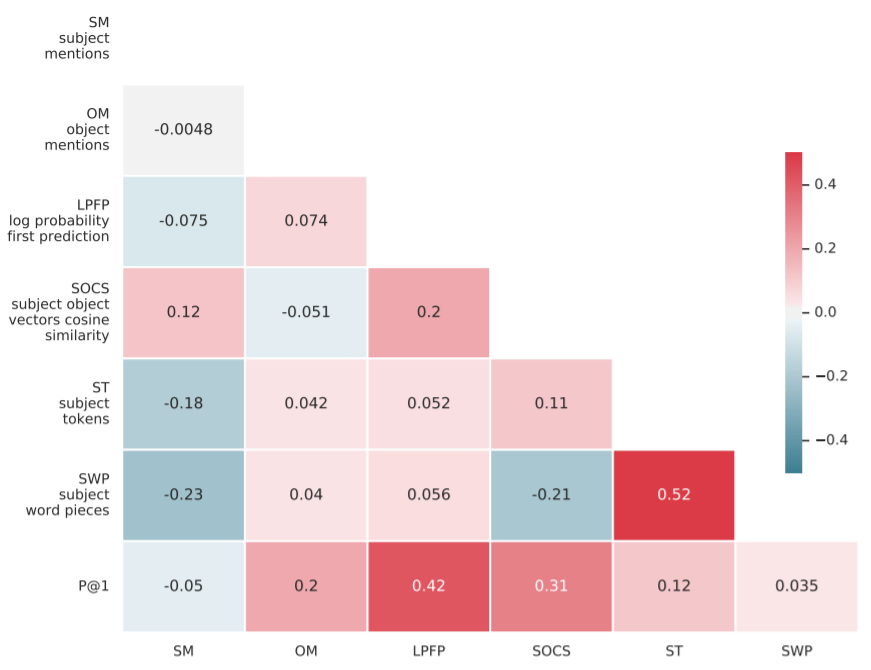 SM
subject
mentions
OM
object
mentions
-0.0048
LPFP
log probability
first prediction
-0.075 0.074
SOCS
subject object
vectors cosine
similarity
0.12 -0.051 0.2
ST
subject
tokens
-0.18 0.042 0.052 0.11
SWP
subject
word pieces
-0.23 0.04 0.056 -0.21 0.52
P@1 -0.05 0.2 0.42 0.31 0.12 0.035
SM OM LPFP SOCS ST SWP
0.4
0.2
0.0
−0.2
−0.4